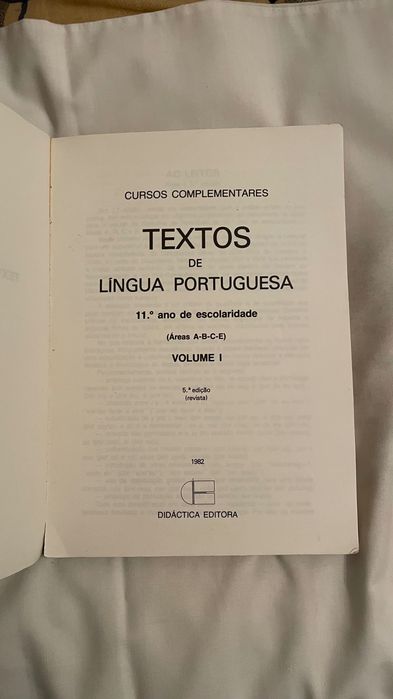 CURSOS COMPLEMENTARES
TEXTOS
DE
LÍNGUA PORTUGUESA
11.º ano de escolaridade
(Áreas A-B-C-E)
VOLUME I
5.ª edição
(revista)
1982
DIDÁCTICA EDITORA